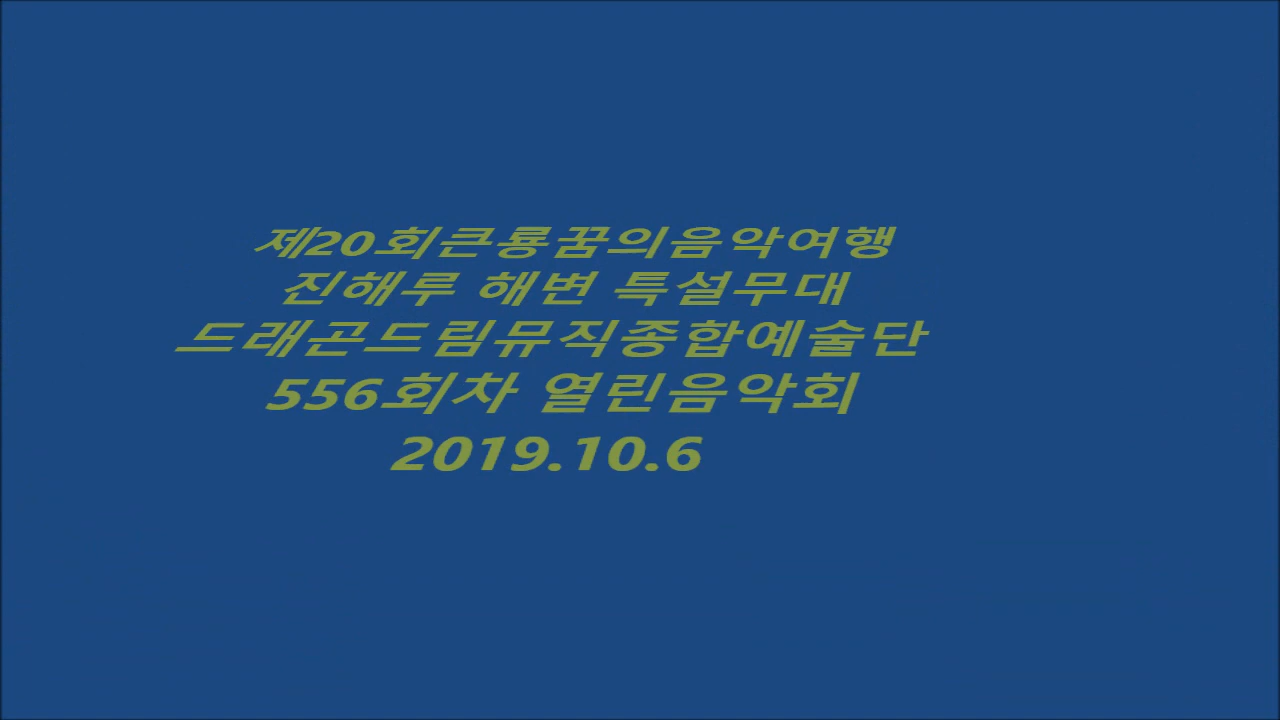 제20회큰룡꿈의음악여행
진해루 해변 특설무대
드래곤드림뮤직종합예술단
556회차 열린음악회
2019.10.6